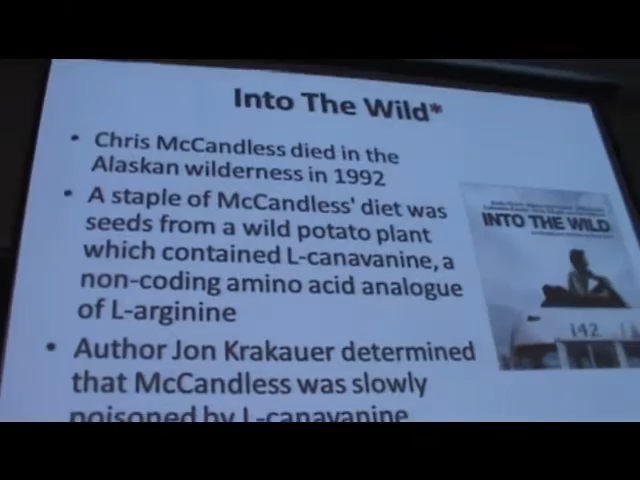 Into The Wild*
• Chris McCandless died in the
Alaskan wilderness in 1992
• A staple of McCandless' diet was
seeds from a wild potato plant
which contained L-canavanine, a
non-coding amino acid analogue
of L-arginine
• Author Jon Krakauer determined
that McCandless was slowly
poisoned by L-canavanine
INTO THE WILD
142